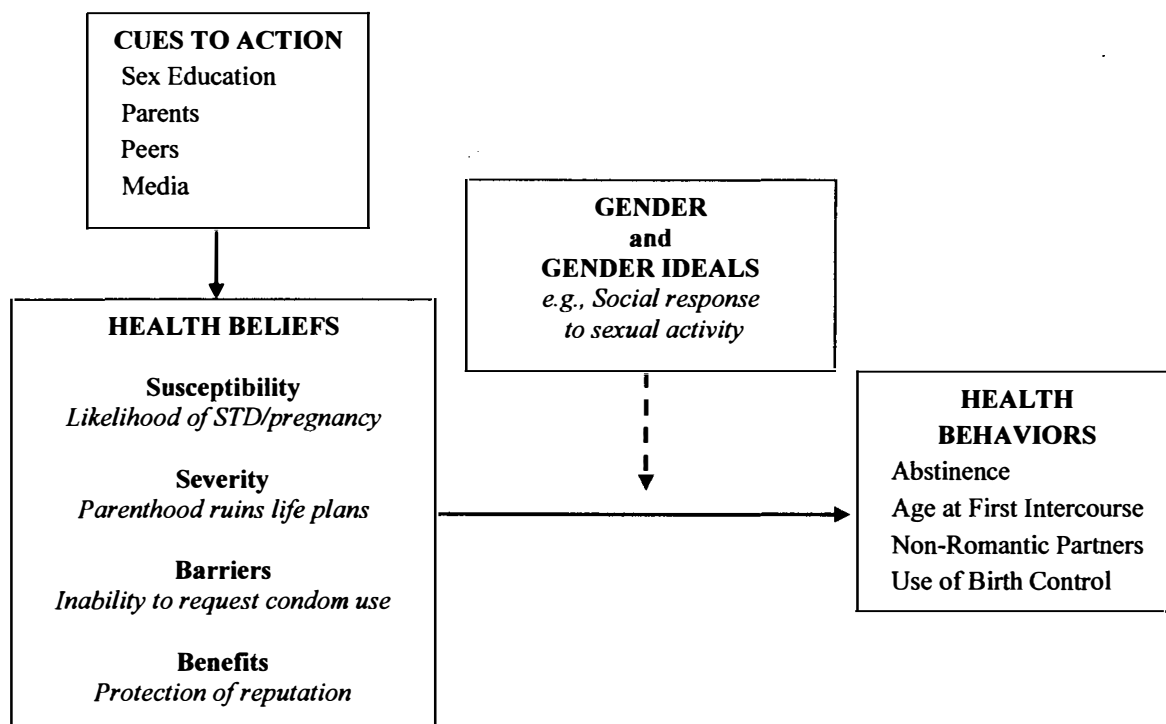 CUES TO ACTION
Sex Education
Parents
Peers
Media
GENDER
and
GENDER IDEALS
e.g., Social response
to sexual activity
HEALTH BELIEFS
Susceptibility
Likelihood of STD/pregnancy
Severity
Parenthood ruins life plans
Barriers
Inability to request condom use
Benefits
Protection of reputation
HEALTH
BEHAVIORS
Abstinence
Age at First Intercourse
Non-Romantic Partners
Use of Birth Control